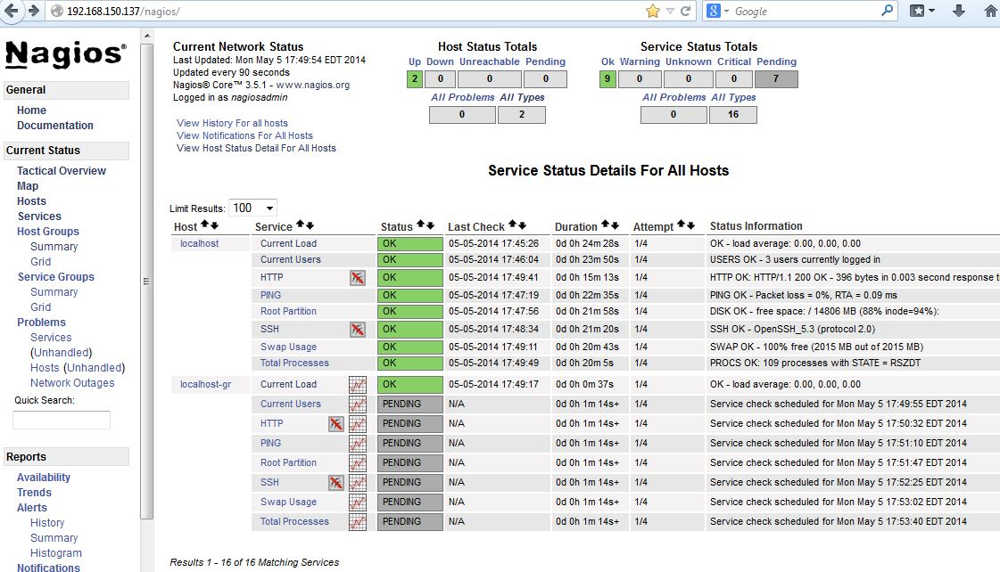 192.168.150.137/nagios/
Google
Nagios®
General
Home
Documentation
Current Status
Tactical Overview
Map
Hosts
Services
Host Groups
Summary
Grid
Service Groups
Summary
Grid
Problems
Services
(Unhandled)
Hosts (Unhandled)
Network Outages
Quick Search:
Reports
Availability
Trends
Alerts
History
Summary
Histogram
Notifications
Current Network Status
Last Updated: Mon May 5 17:49:54 EDT 2014
Updated every 90 seconds
Nagios® Core™ 3.5.1 - www.nagios.org
Logged in as nagiosadmin
View History For all hosts
View Notifications For All Hosts
View Host Status Detail For All Hosts
Host Status Totals
Up Down Unreachable Pending
2 0 0 0
All Problems All Types
0 2
Service Status Totals
Ok Warning Unknown Critical Pending
9 0 0 0 7
All Problems All Types
0 16
Service Status Details For All Hosts
Limit Results: 100
Host Service Status Last Check Duration Attempt Status Information
localhost Current Load OK 05-05-2014 17:45:26 0d 0h 24m 28s 1/4 OK - load average: 0.00, 0.00, 0.00
Current Users OK 05-05-2014 17:46:04 0d 0h 23m 50s 1/4 USERS OK - 3 users currently logged in
HTTP OK 05-05-2014 17:49:41 0d 0h 15m 13s 1/4 HTTP OK: HTTP/1.1 200 OK - 396 bytes in 0.003 second response
PING OK 05-05-2014 17:47:19 0d 0h 22m 35s 1/4 PING OK - Packet loss = 0%, RTA = 0.09 ms
Root Partition OK 05-05-2014 17:47:56 0d 0h 21m 58s 1/4 DISK OK - free space: / 14806 MB (88% inode=94%):
SSH OK 05-05-2014 17:48:34 0d 0h 21m 20s 1/4 SSH OK - OpenSSH_5.3 (protocol 2.0)
Swap Usage OK 05-05-2014 17:49:11 0d 0h 20m 43s 1/4 SWAP OK - 100% free (2015 MB out of 2015 MB)
Total Processes OK 05-05-2014 17:49:49 0d 0h 20m 5s 1/4 PROCS OK: 109 processes with STATE = RSZDT
localhost-gr Current Load OK 05-05-2014 17:49:17 0d 0h 0m 37s 1/4 OK - load average: 0.00, 0.00, 0.00
Current Users PENDING N/A 0d 0h 1m 14s+ 1/4 Service check scheduled for Mon May 5 17:49:55 EDT 2014
HTTP PENDING N/A 0d 0h 1m 14s+ 1/4 Service check scheduled for Mon May 5 17:50:32 EDT 2014
PING PENDING N/A 0d 0h 1m 14s+ 1/4 Service check scheduled for Mon May 5 17:51:10 EDT 2014
Root Partition PENDING N/A 0d 0h 1m 14s+ 1/4 Service check scheduled for Mon May 5 17:51:47 EDT 2014
SSH PENDING N/A 0d 0h 1m 14s+ 1/4 Service check scheduled for Mon May 5 17:52:25 EDT 2014
Swap Usage PENDING N/A 0d 0h 1m 14s+ 1/4 Service check scheduled for Mon May 5 17:53:02 EDT 2014
Total Processes PENDING N/A 0d 0h 1m 14s+ 1/4 Service check scheduled for Mon May 5 17:53:40 EDT 2014
Results 1 - 16 of 16 Matching Services